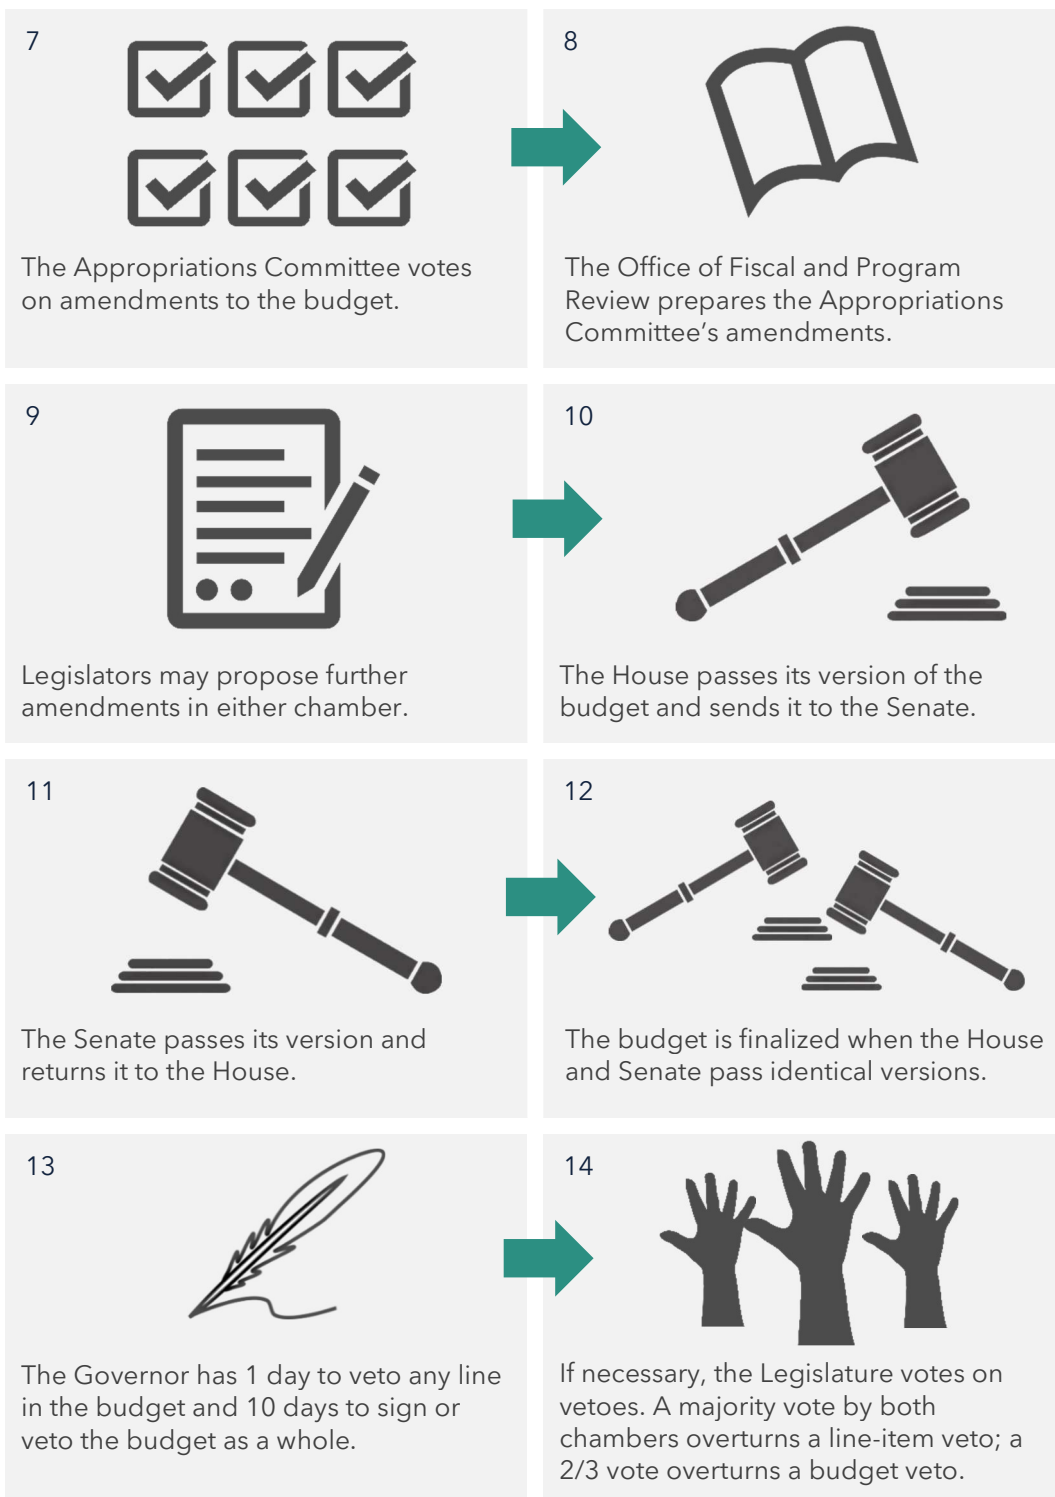 7
The Appropriations Committee votes
on amendments to the budget.
8
The Office of Fiscal and Program
Review prepares the Appropriations
Committee’s amendments.
9
Legislators may propose further
amendments in either chamber.
10
The House passes its version of the
budget and sends it to the Senate.
11
The Senate passes its version and
returns it to the House.
12
The budget is finalized when the House
and Senate pass identical versions.
13
The Governor has 1 day to veto any line
in the budget and 10 days to sign or
veto the budget as a whole.
14
If necessary, the Legislature votes on
vetoes. A majority vote by both
chambers overturns a line-item veto; a
2/3 vote overturns a budget veto.